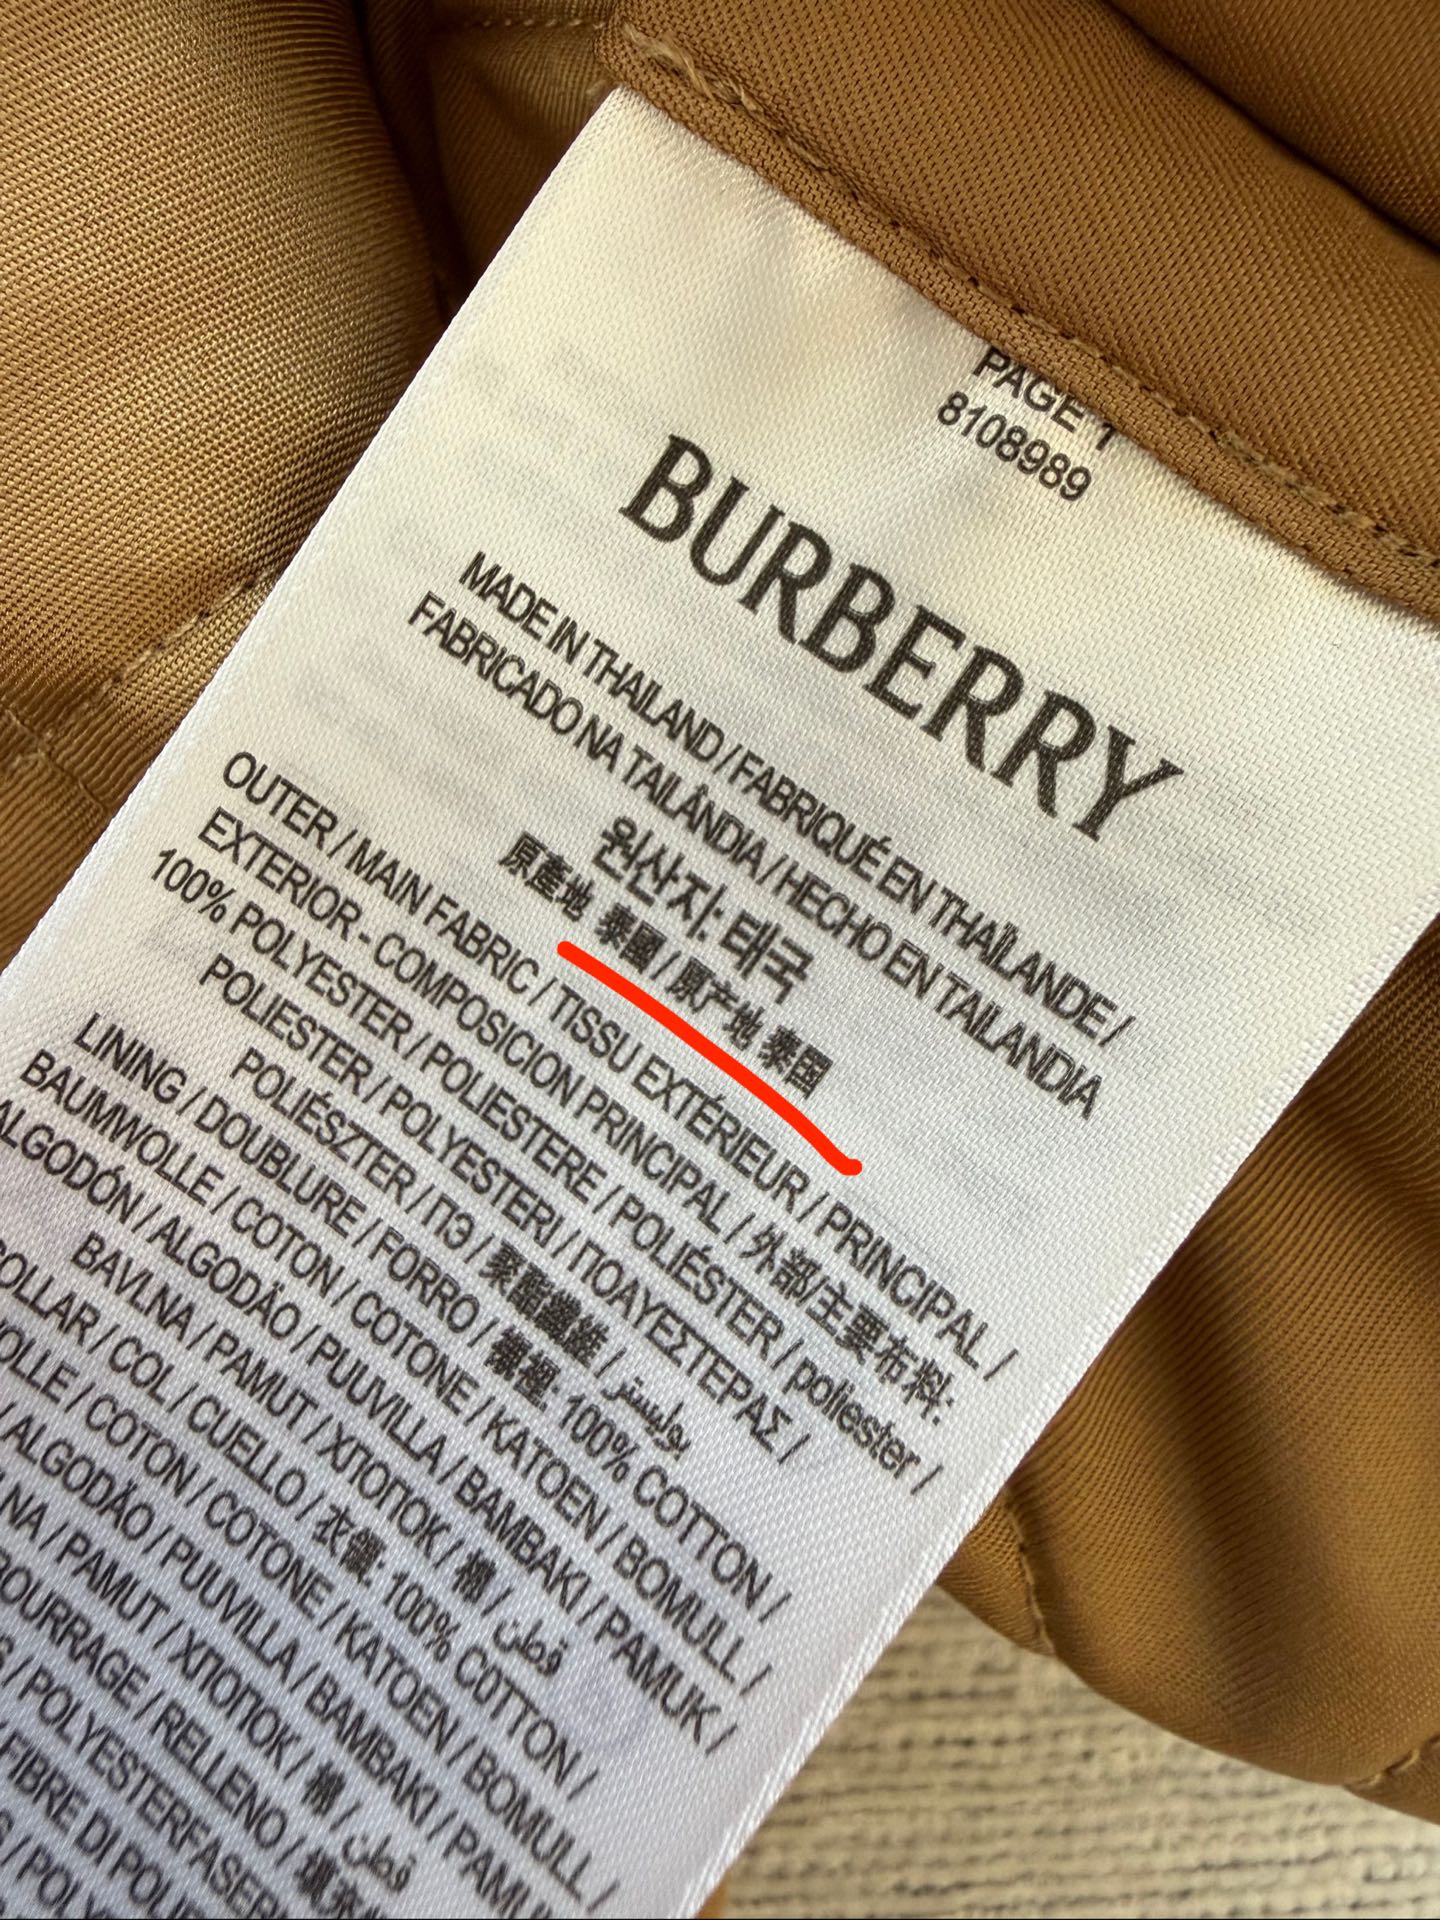 PAGE 1
8108989
BURBERRY
MADE IN THAILAND / FABRIQUÉ EN THAÏLANDE /
FABRICADO NA TAILÂNDIA / HECHO EN TAILANDIA
원산지: 태국
原產地 泰國 / 原产地 泰国
OUTER / MAIN FABRIC / TISSU EXTÉRIEUR / PRINCIPAL /
EXTERIOR - COMPOSICION PRINCIPAL / 外部/主要布料:
100% POLYESTER / POLIESTERE / POLIÉSTER / poliester /
POLIESTER / POLYESTERI / ΠΟΛΥΕΣΤΕΡΑΣ /
POLIÉSZTER / ПЭ / 聚酯纖維 / بوليستر
LINING / DOUBLURE / FORRO / 襯裡: 100% COTTON /
BAUMWOLLE / COTON / COTONE / KATOEN / BOMULL /
ALGODÓN / ALGODÃO / PUUVILLA / BAMBAKI / PAMUK /
BAVLNA / PAMUT / ХПОПОК / 棉 / قطن
COLLAR / COL / CUELLO / 衣領: 100% COTTON /
COTON / COTONE / KATOEN / BOMULL /
ALGODÃO / PUUVILLA / BAMBAKI /
/ PAMUT / ХПОПОК / 棉 / قطن
/ RELLENO /
/ POLYESTERFASER
FIBRE DI